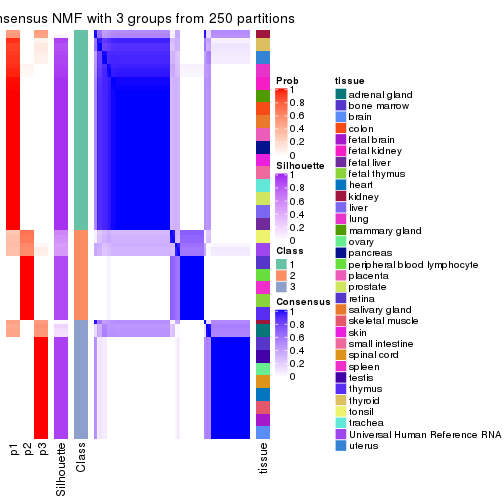 nsensus NMF with 3 groups from 250 partitions
Prob
1
0.8
0.6
0.4
0.2
0
Silhouette
1
0.8
0.6
0.4
0.2
0
Class
1
2
3
Consensus
1
0.8
0.6
0.4
0.2
0
tissue
adrenal gland
bone marrow
brain
colon
fetal brain
fetal kidney
fetal liver
fetal thymus
heart
kidney
liver
lung
mammary gland
ovary
pancreas
peripheral blood lymphocyte
placenta
prostate
retina
salivary gland
skeletal muscle
skin
small intestine
spinal cord
spleen
testis
thymus
thyroid
tonsil
trachea
Universal Human Reference RNA
uterus
p1
p2
p3
Silhouette
Class
tissue